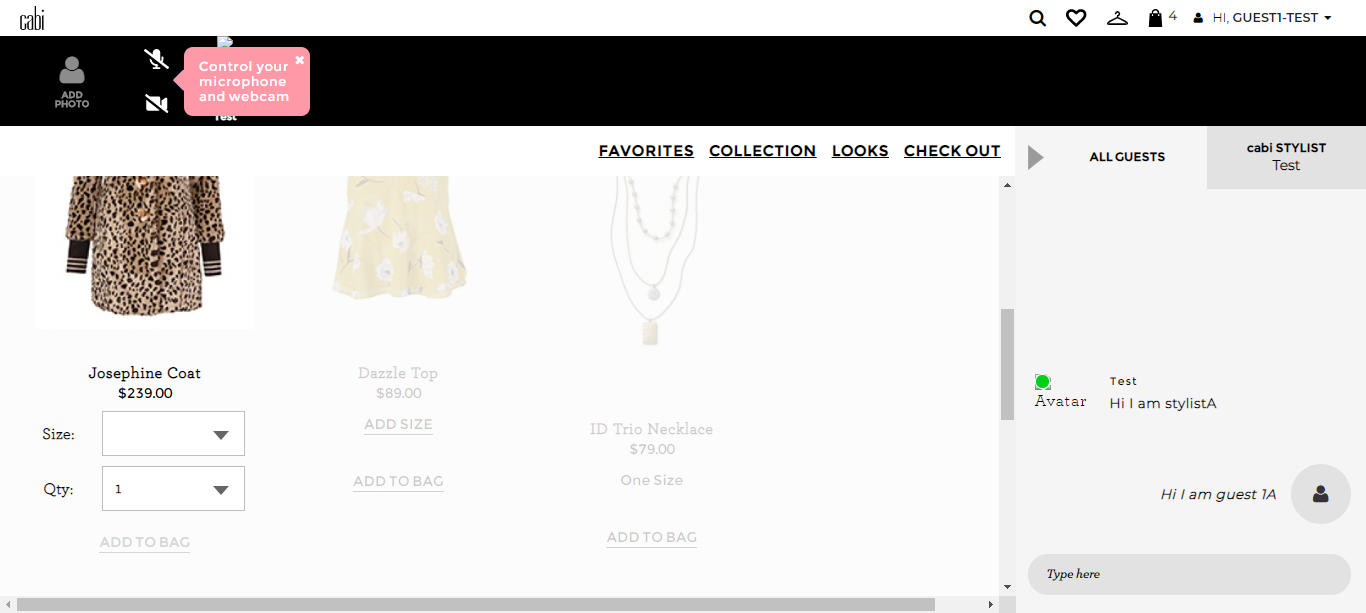 cabi
4
HI, GUEST1-TEST
ADD
PHOTO
Control your
microphone
and webcam
Test
FAVORITES COLLECTION LOOKS CHECK OUT
ALL GUESTS
cabi STYLIST
Test
Josephine Coat
$239.00
Size:
Qty: 1
ADD TO BAG
Dazzle Top
$89.00
ADD SIZE
ADD TO BAG
ID Trio Necklace
$79.00
One Size
ADD TO BAG
Avatar
Test
Hi I am stylistA
Hi I am guest 1A
Type here